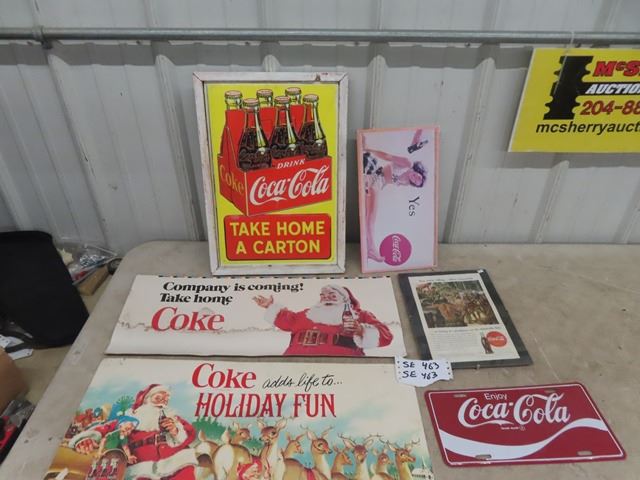 Coke
DRINK
Coca-Cola
TAKE HOME
A CARTON
Yes
Coca-Cola
AUCTION
204-88
mcsherryauct
Company is coming!
Take home
Coke
SE 463
SE 463
Coke adds life to...
HOLIDAY FUN
Enjoy
Coca-Cola